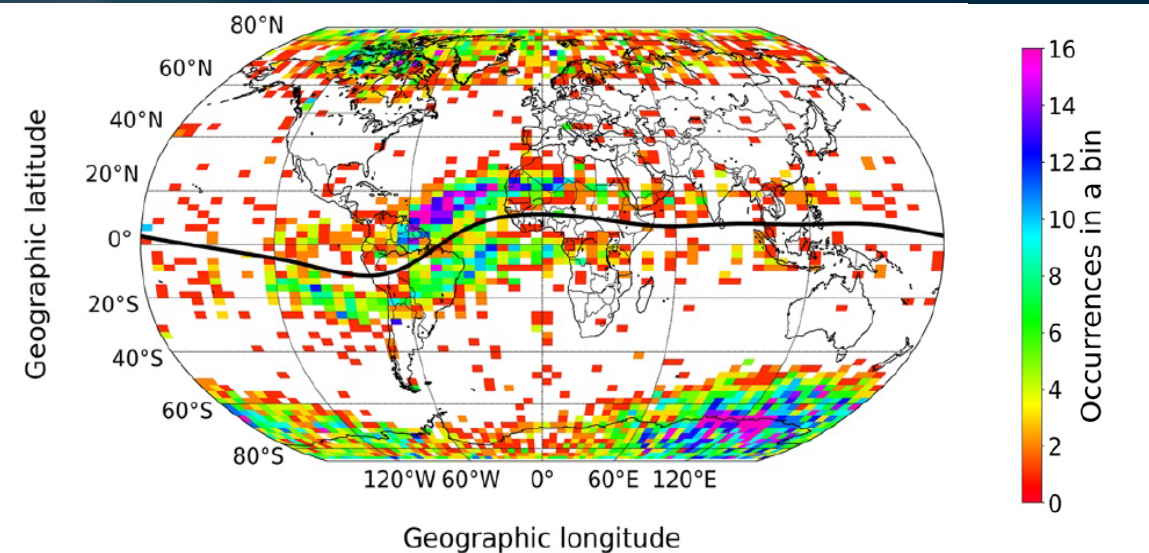 80°N
60°N
40°N
20°N
0°
20°S
40°S
60°S
80°S
Geographic latitude
120°W 60°W 0° 60°E 120°E
Geographic longitude
16
14
12
10
8
6
4
2
0
Occurrences in a bin